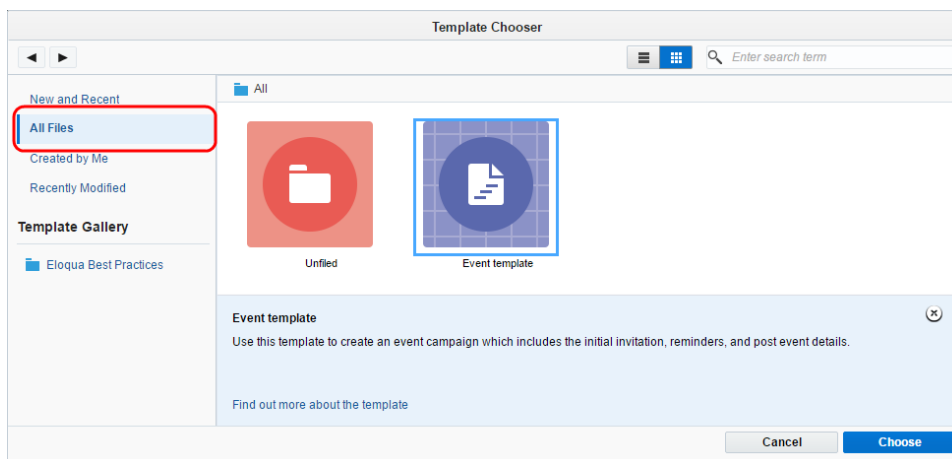 Template Chooser
Enter search term
New and Recent
All Files
Created by Me
Recently Modified
Template Gallery
Eloqua Best Practices
All
Unfiled
Event template
Event template
Use this template to create an event campaign which includes the initial invitation, reminders, and post event details.
Find out more about the template
Cancel
Choose